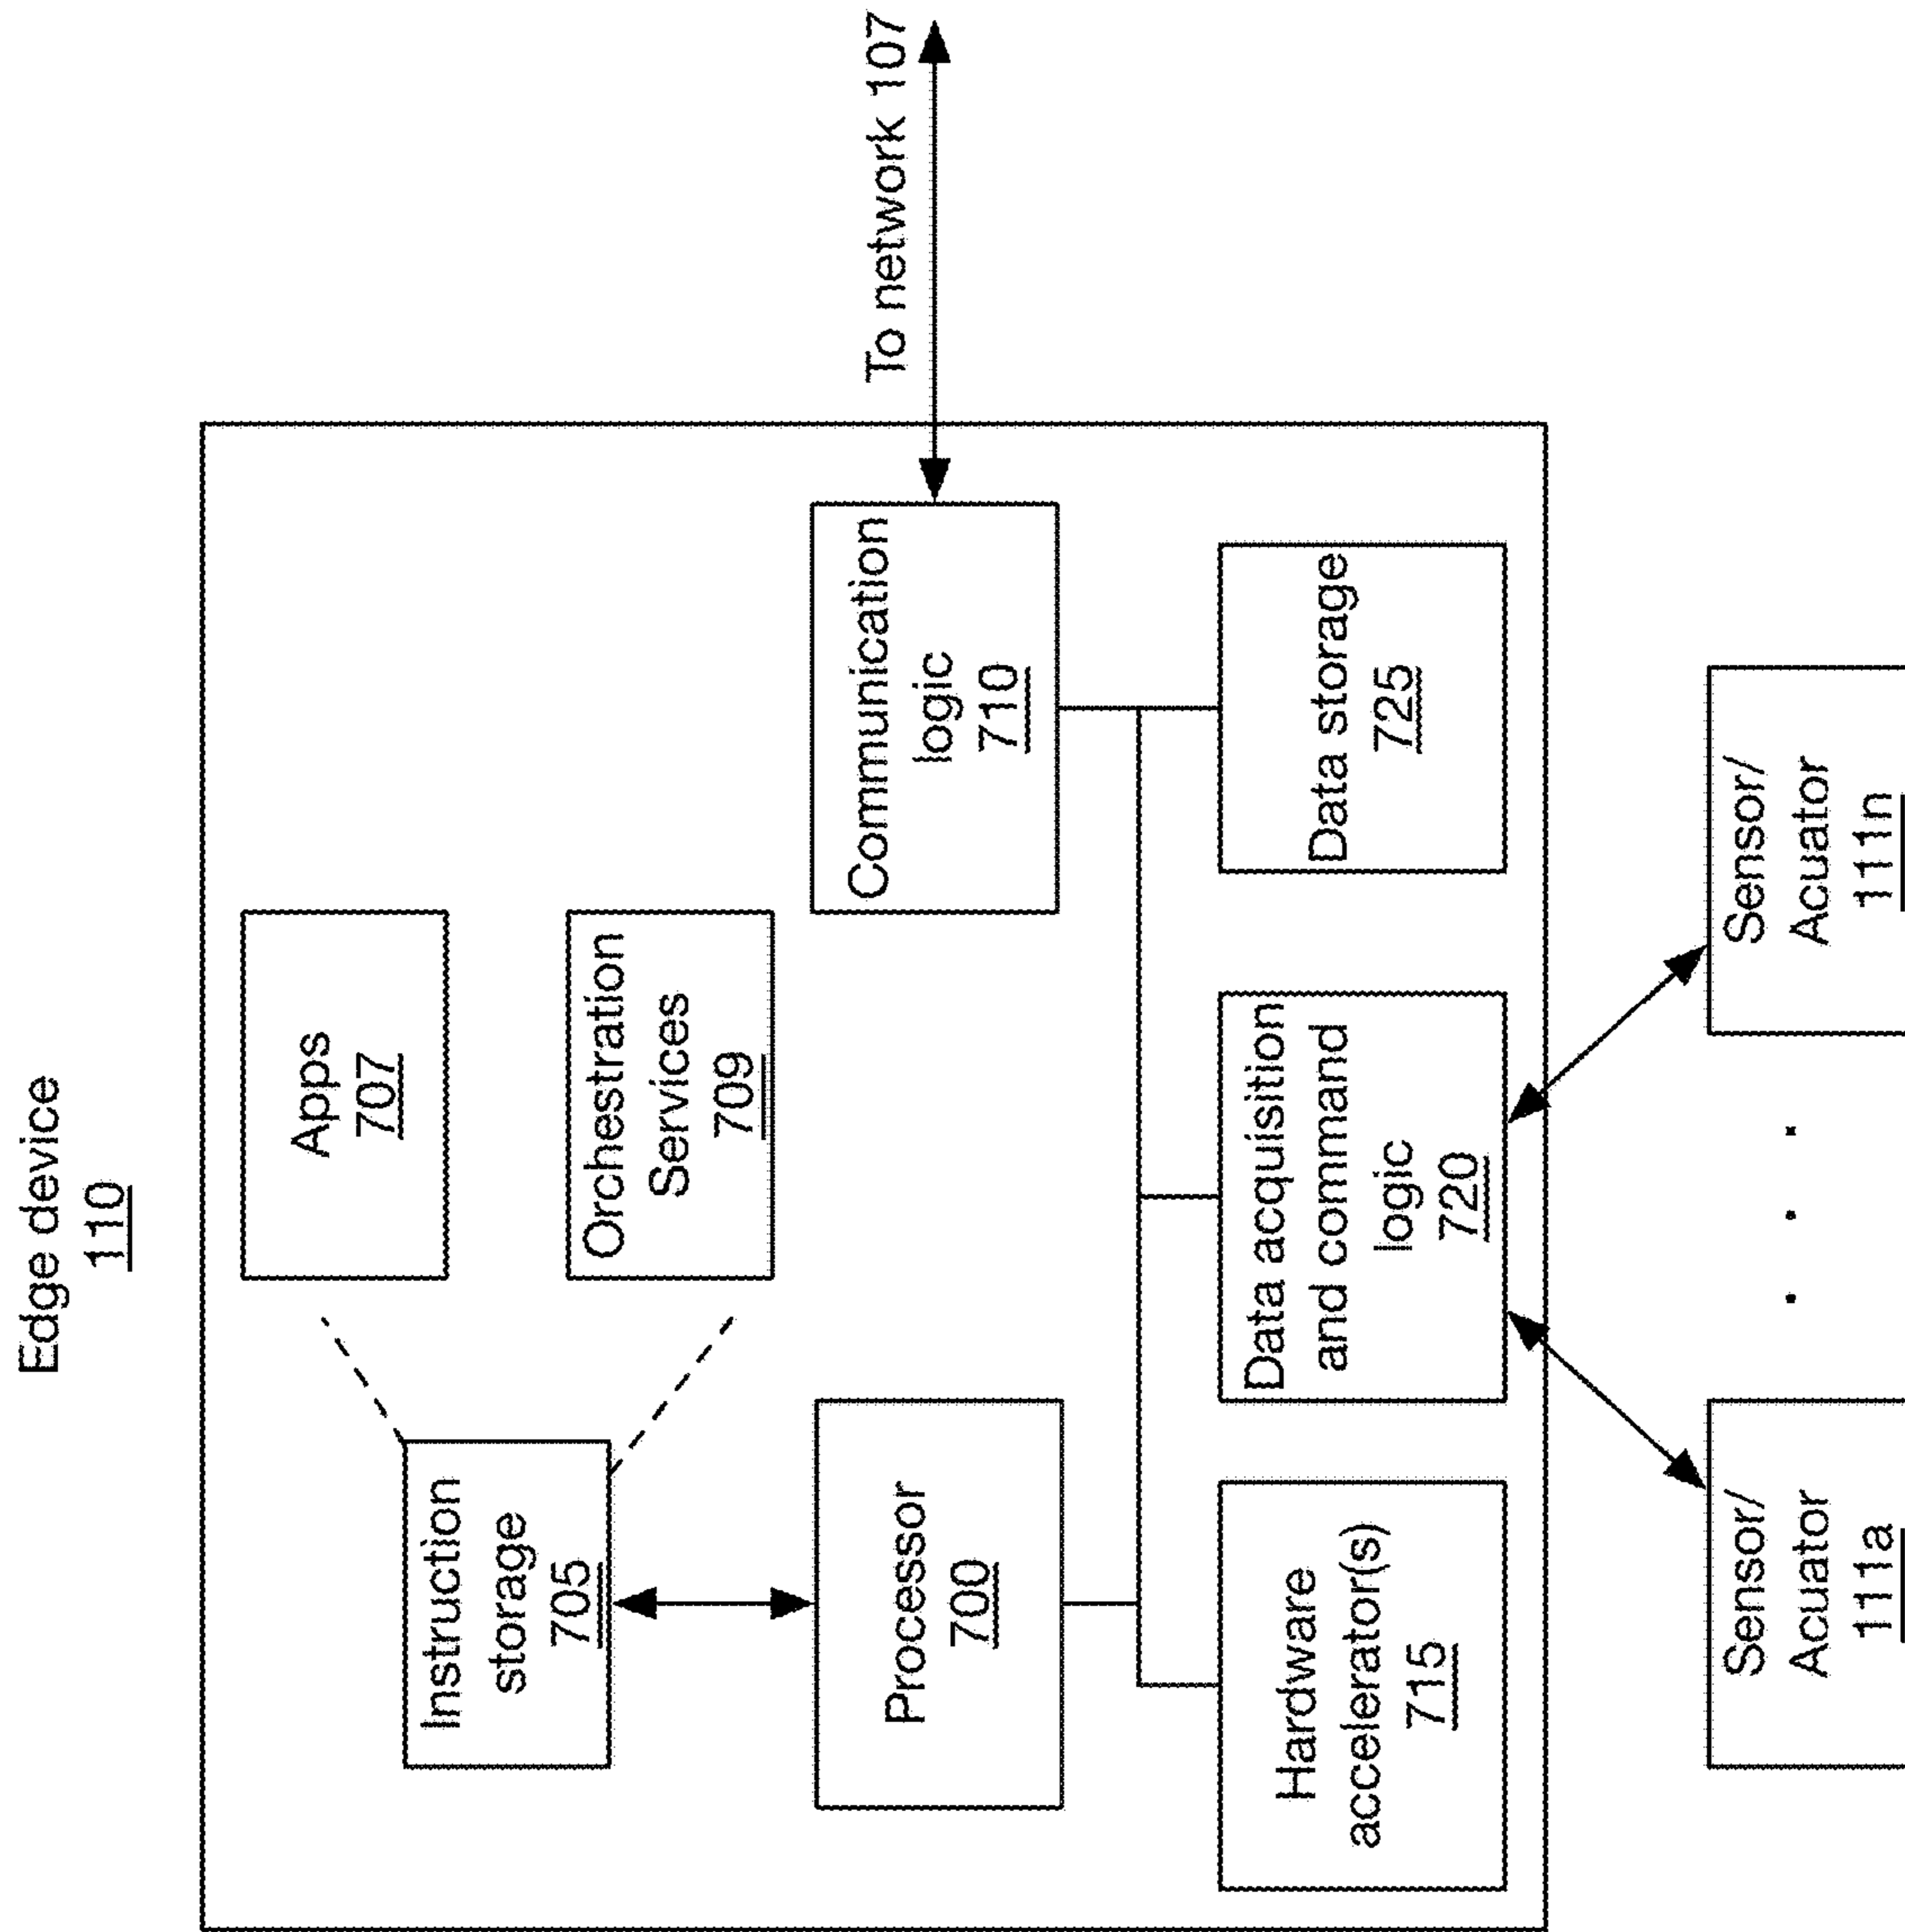 Edge device
110
Apps
707
Instruction
storage
705
Orchestration
Services
709
To network 107
Processor
700
Communication
logic
710
Hardware
accelerator(s)
715
Data acquisition
and command
logic
720
Data storage
725
Sensor/
Acuator
111a
. . .
Sensor/
Acuator
111n